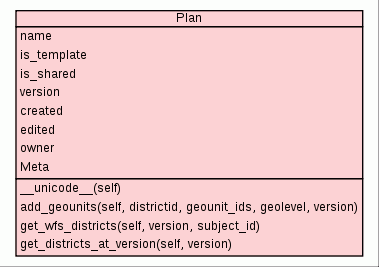 Plan
name
is_template
is_shared
version
created
edited
owner
Meta
__unicode__(self)
add_geounits(self, districtid, geounit_ids, geolevel, version)
get_wfs_districts(self, version, subject_id)
get_districts_at_version(self, version)